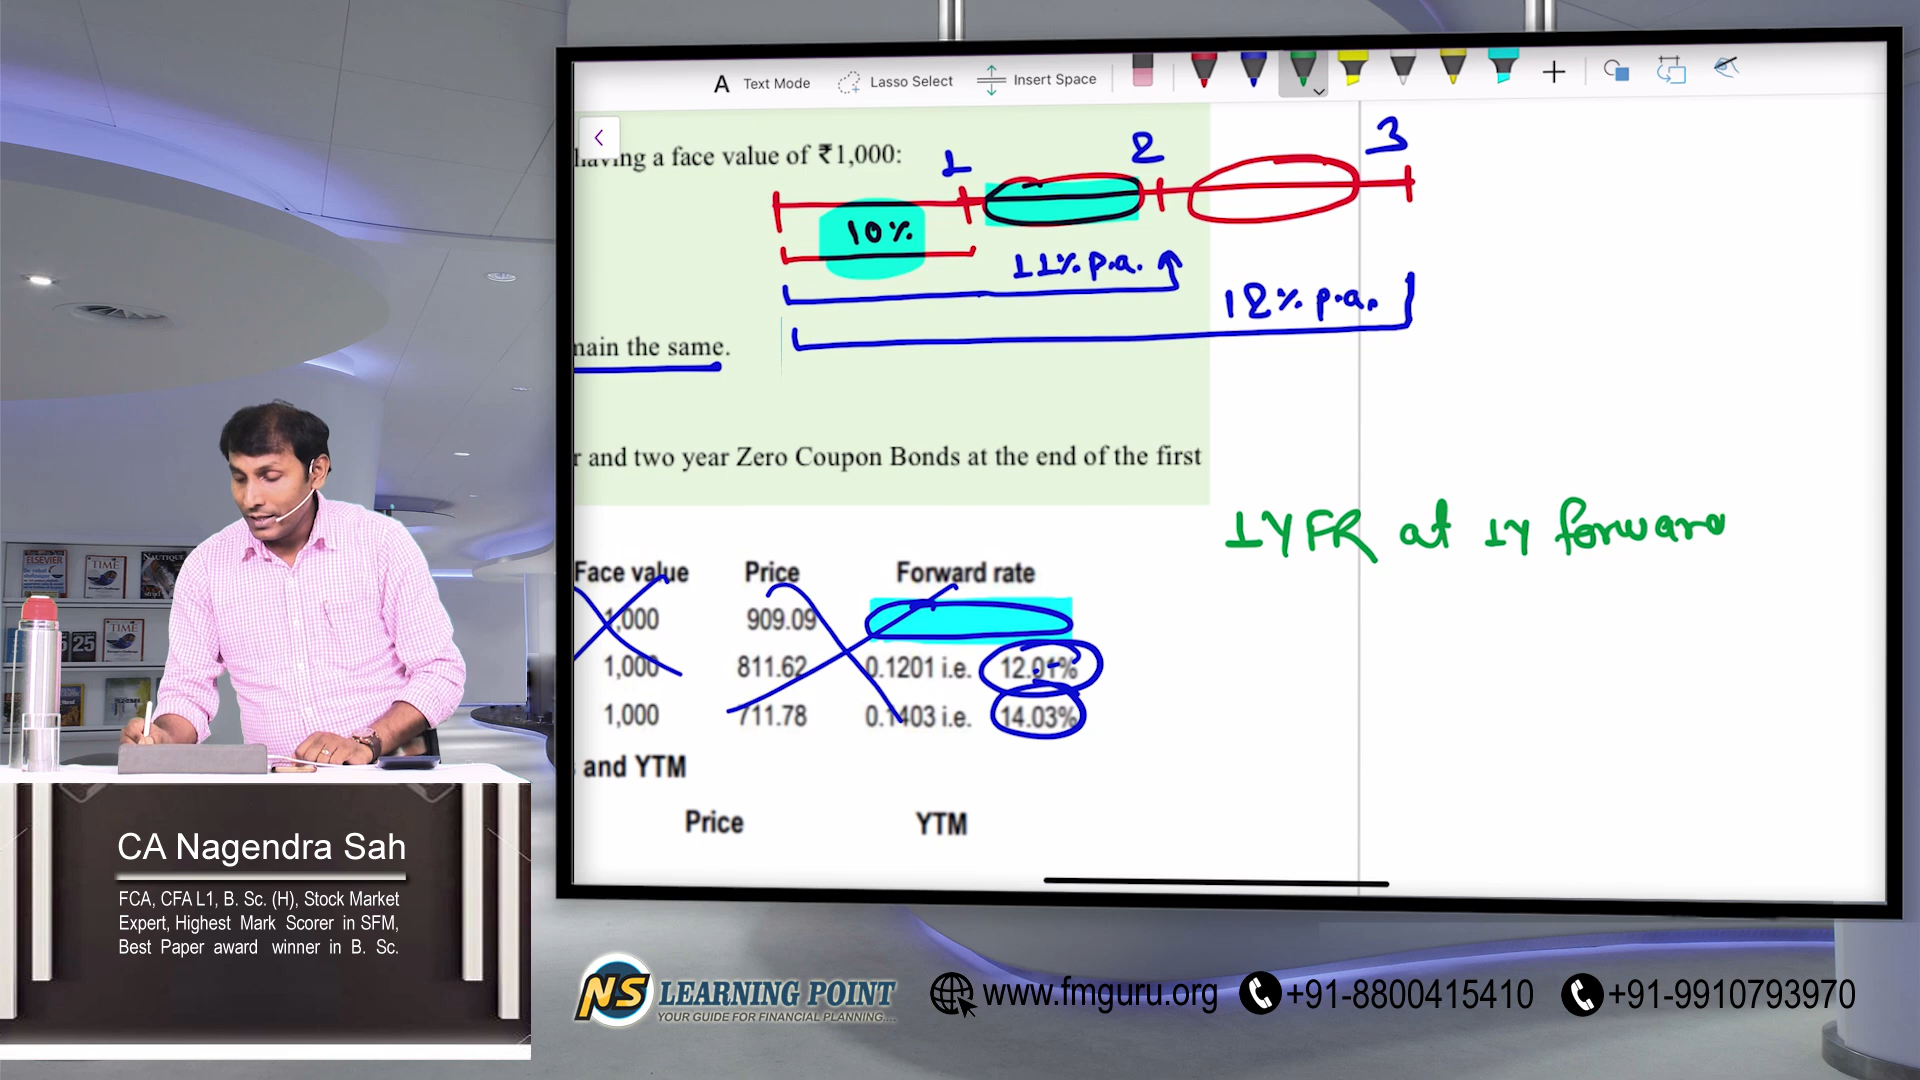 A Text Mode Lasso Select Insert Space
having a face value of ₹1,000:
1 2 3
10%
11% p.a.
12% p.a.
main the same.
r and two year Zero Coupon Bonds at the end of the first
1YFR at 1Y forward
Face value Price Forward rate
1,000 909.09
1,000 811.62 0.1201 i.e. 12.01%
1,000 711.78 0.1403 i.e. 14.03%
and YTM
Price YTM
ELSEVIER
TIME
NAUTIQUE
25
TIME
CA Nagendra Sah
FCA, CFA L1, B. Sc. (H), Stock Market
Expert, Highest Mark Scorer in SFM,
Best Paper award winner in B. Sc.
NS LEARNING POINT
YOUR GUIDE FOR FINANCIAL PLANNING....
www.fmguru.org +91-8800415410 +91-9910793970